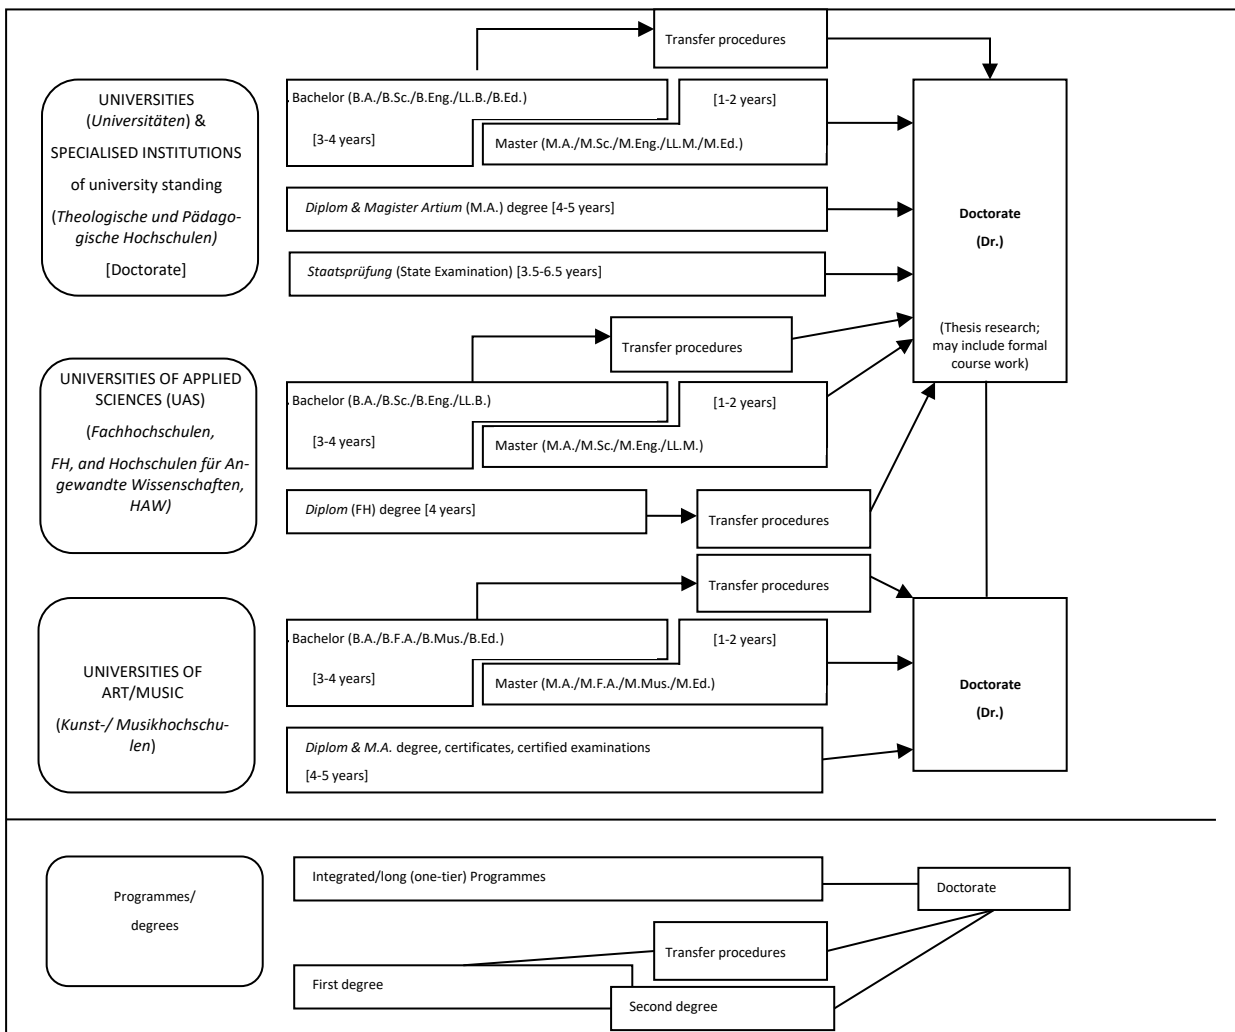 Transfer procedures
UNIVERSITIES
(Universitäten) &
SPECIALISED INSTITUTIONS
of university standing
(Theologische und Pädago-
gische Hochschulen)
[Doctorate]
Bachelor (B.A./B.Sc./B.Eng./LL.B./B.Ed.)
[3-4 years]
[1-2 years]
Master (M.A./M.Sc./M.Eng./LL.M./M.Ed.)
Diplom & Magister Artium (M.A.) degree [4-5 years]
Staatsprüfung (State Examination) [3.5-6.5 years]
Doctorate
(Dr.)
(Thesis research;
may include formal
course work)
UNIVERSITIES OF APPLIED
SCIENCES (UAS)
(Fachhochschulen,
FH, and Hochschulen für An-
gewandte Wissenschaften,
HAW)
Transfer procedures
Bachelor (B.A./B.Sc./B.Eng./LL.B.)
[3-4 years]
[1-2 years]
Master (M.A./M.Sc./M.Eng./LL.M.)
Diplom (FH) degree [4 years]
Transfer procedures
Transfer procedures
UNIVERSITIES OF
ART/MUSIC
(Kunst-/ Musikhochschu-
len)
Bachelor (B.A./B.F.A./B.Mus./B.Ed.)
[3-4 years]
[1-2 years]
Master (M.A./M.F.A./M.Mus./M.Ed.)
Diplom & M.A. degree, certificates, certified examinations
[4-5 years]
Doctorate
(Dr.)
Programmes/
degrees
Integrated/long (one-tier) Programmes
Doctorate
Transfer procedures
First degree
Second degree